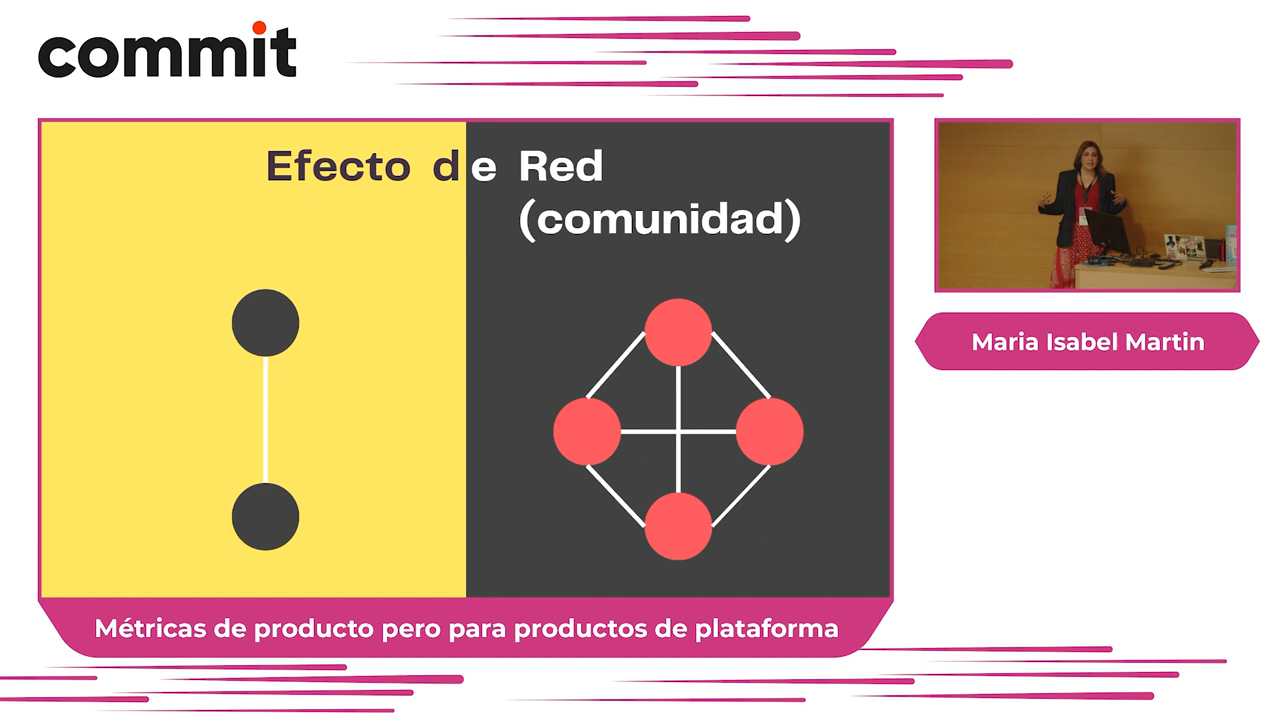 commit
Efecto de Red
(comunidad)
Maria Isabel Martin
Métricas de producto pero para productos de plataforma